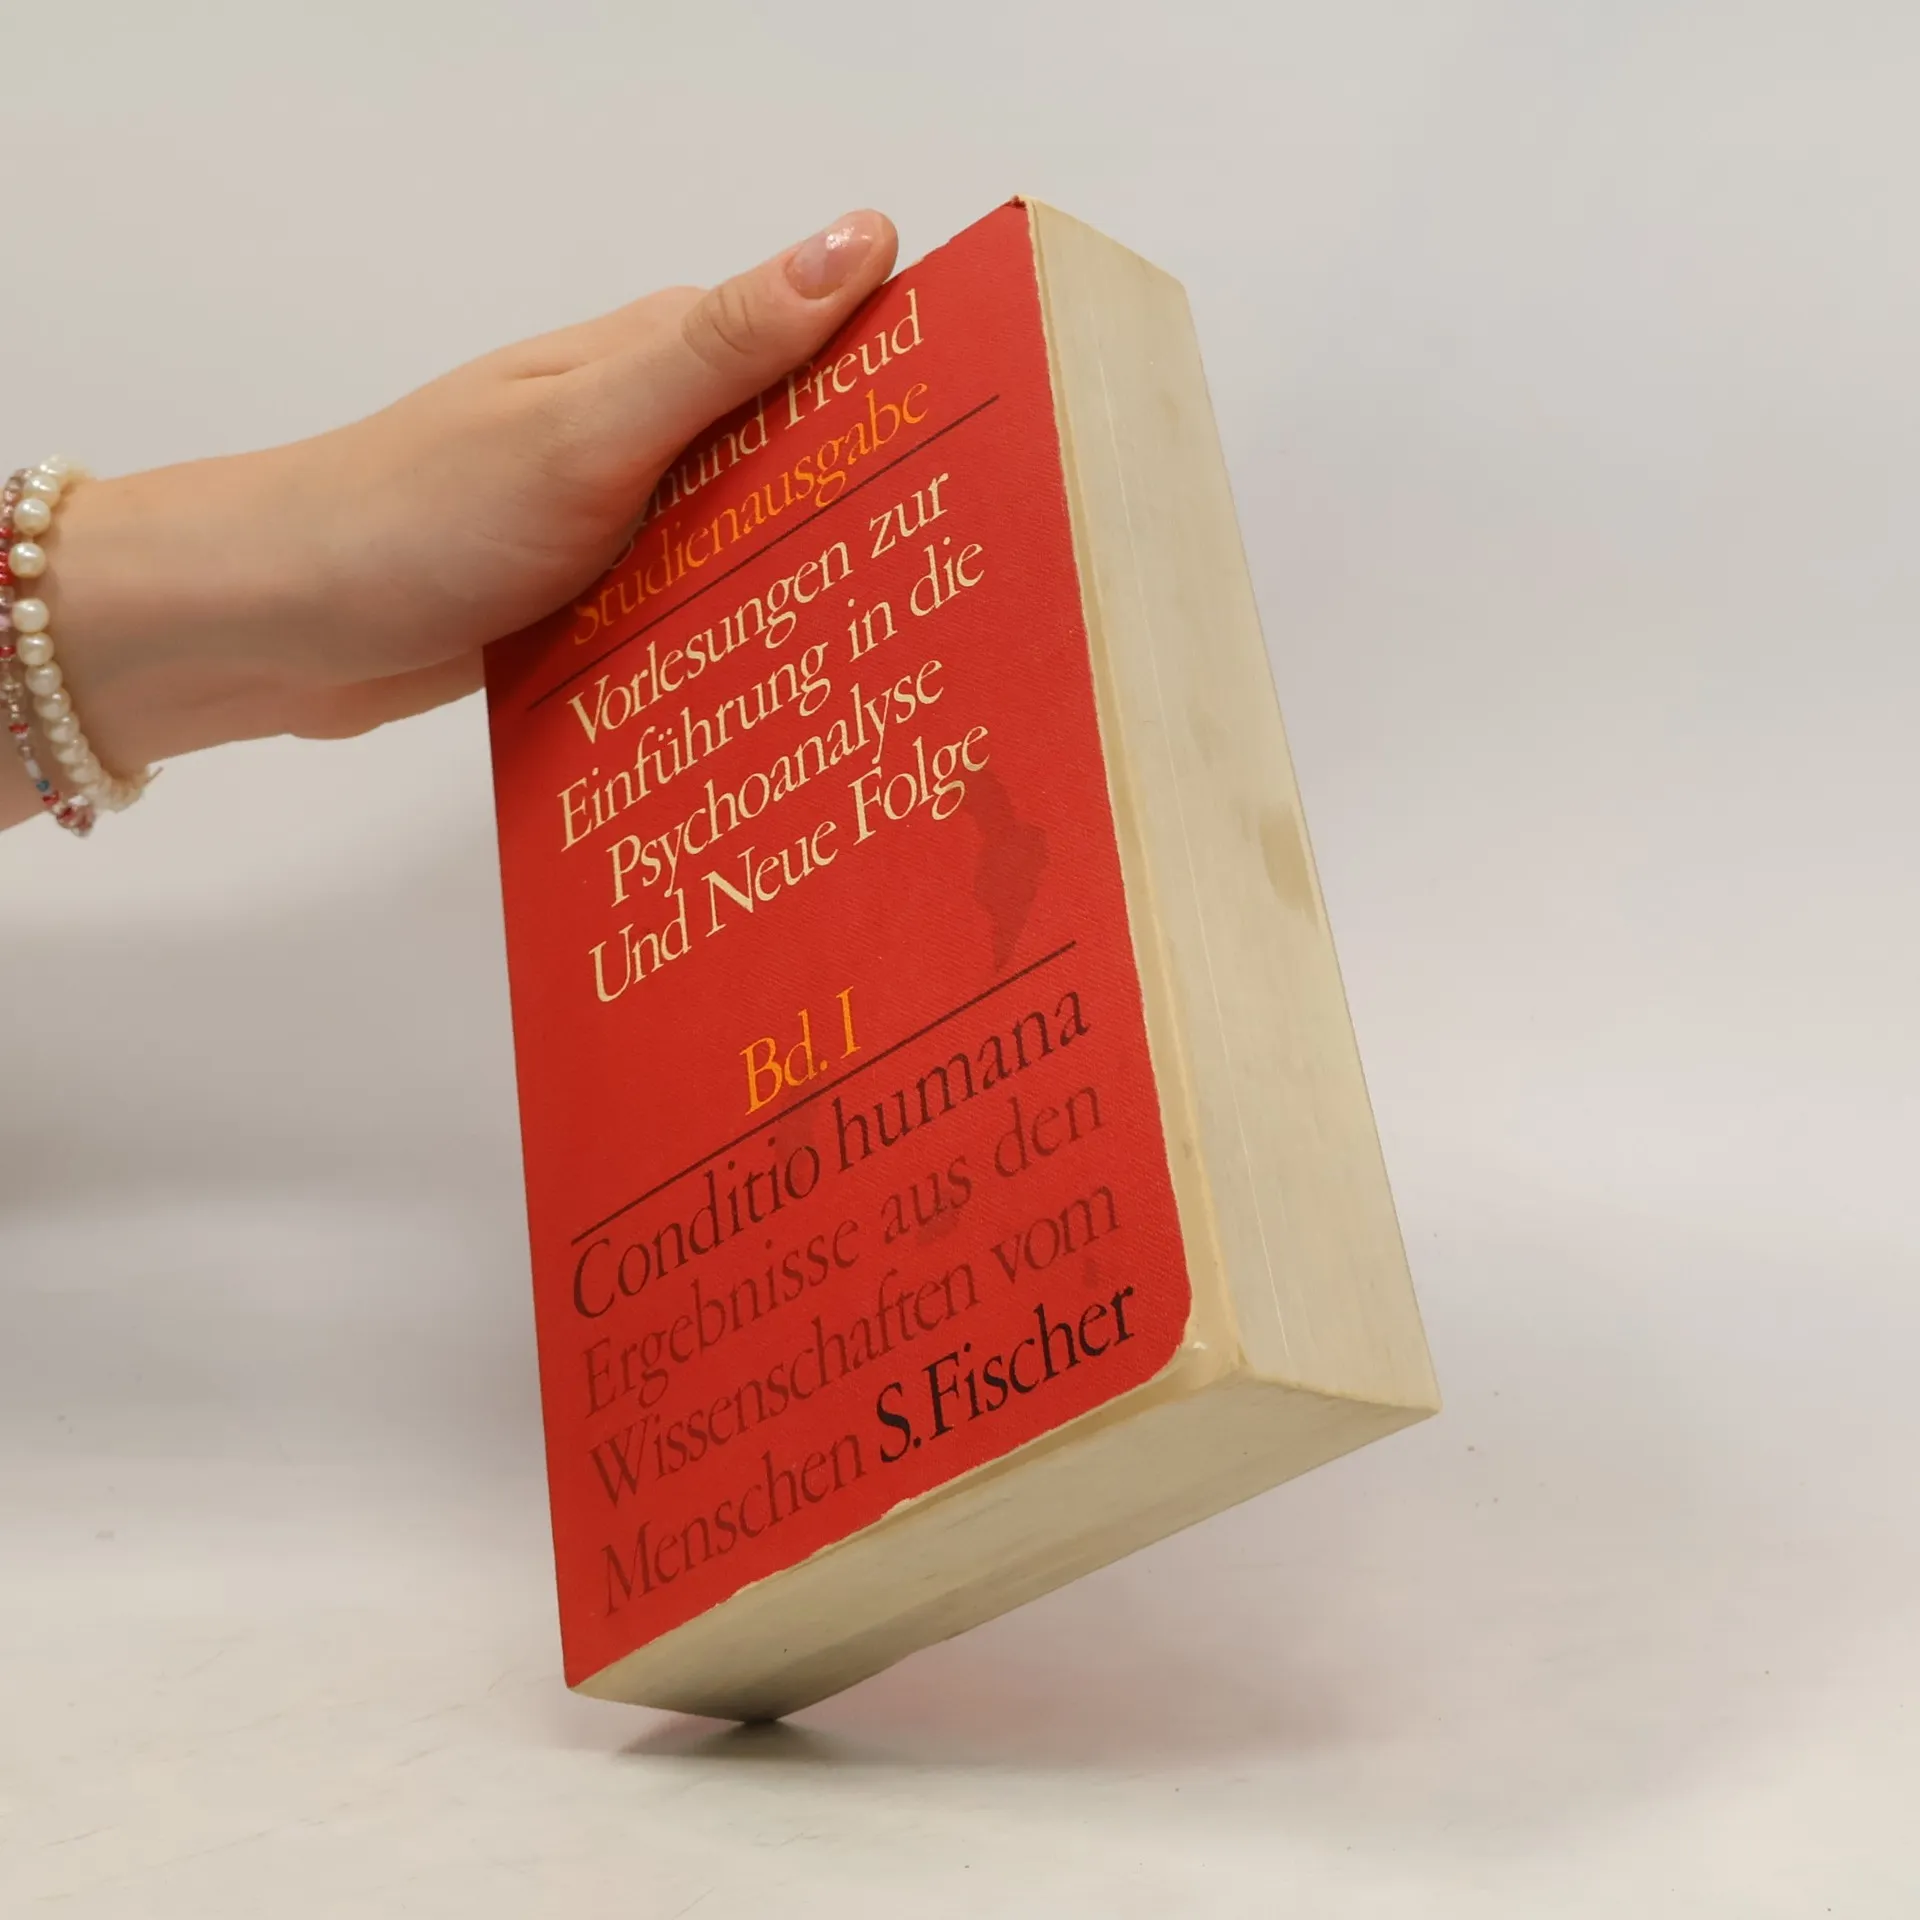 Freud
Studienausgabe
Vorlesungen zur
Einführung in die
Psychoanalyse
Und Neue Folge
Bd. I
Conditio humana
Ergebnisse aus den
Wissenschaften vom
Menschen S. Fischer